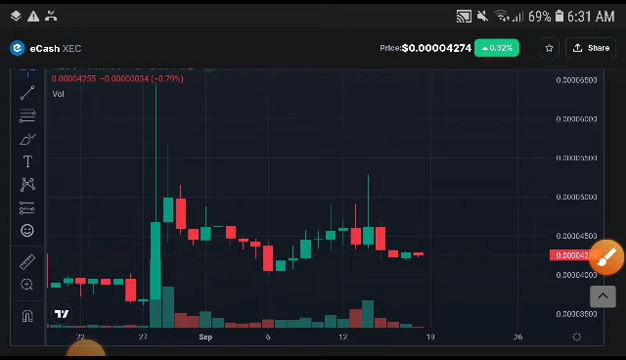 69% 6:31 AM
eCash XEC Price:$0.00004274 0.32% Share
0.00004255 −0.00000034 (−0.79%)
Vol
0.00006500
0.00006000
0.00005500
0.00005000
0.00004500
0.00004000
0.00003500
22 27 Sep 6 12 19 26